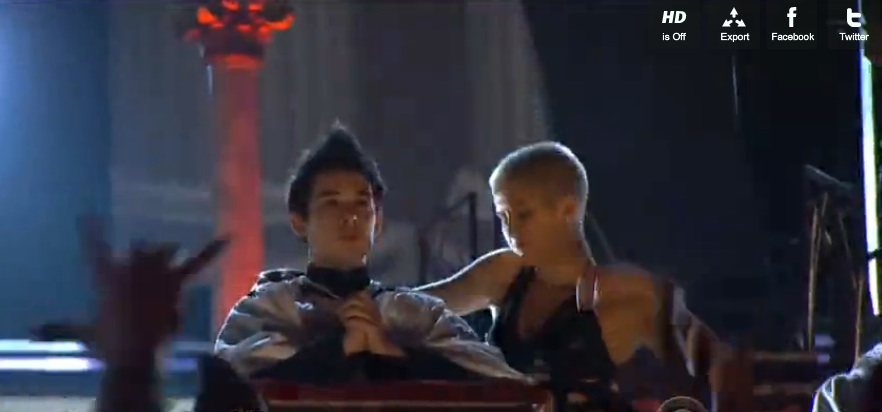 HD
is Off
Export
Facebook
Twitter